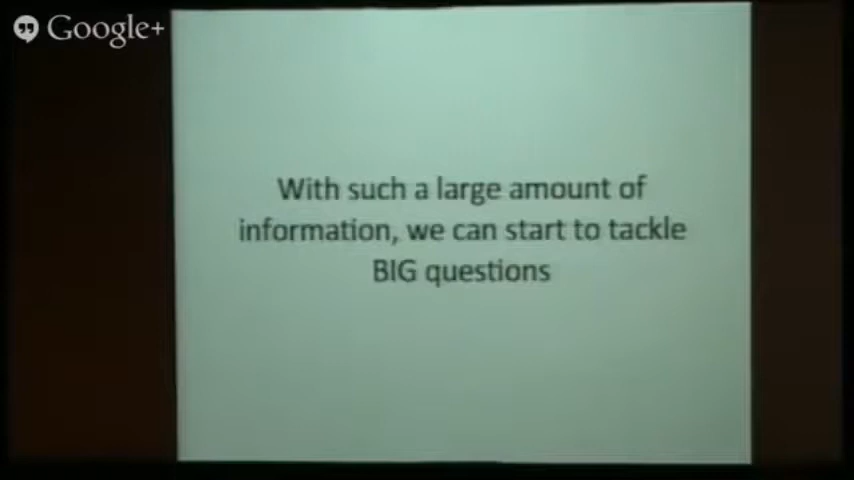 Google+
With such a large amount of
information, we can start to tackle
BIG questions